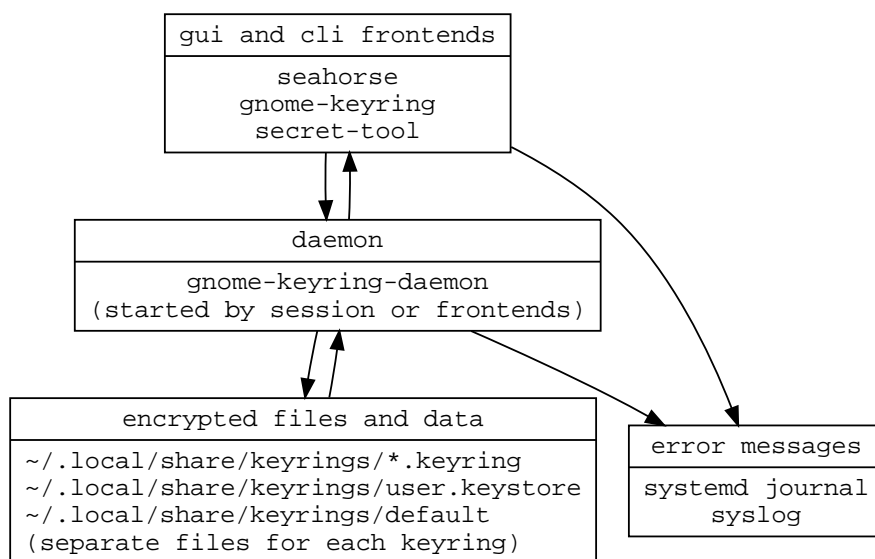 gui and cli frontends
seahorse
gnome-keyring
secret-tool
daemon
gnome-keyring-daemon
(started by session or frontends)
encrypted files and data
~/.local/share/keyrings/*.keyring
~/.local/share/keyrings/user.keystore
~/.local/share/keyrings/default
(separate files for each keyring)
error messages
systemd journal
syslog